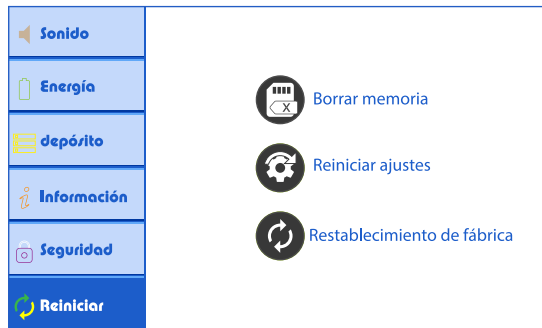 Sonido
Energía
depósito
Información
Seguridad
Reiniciar
Borrar memoria
Reiniciar ajustes
Restablecimiento de fábrica